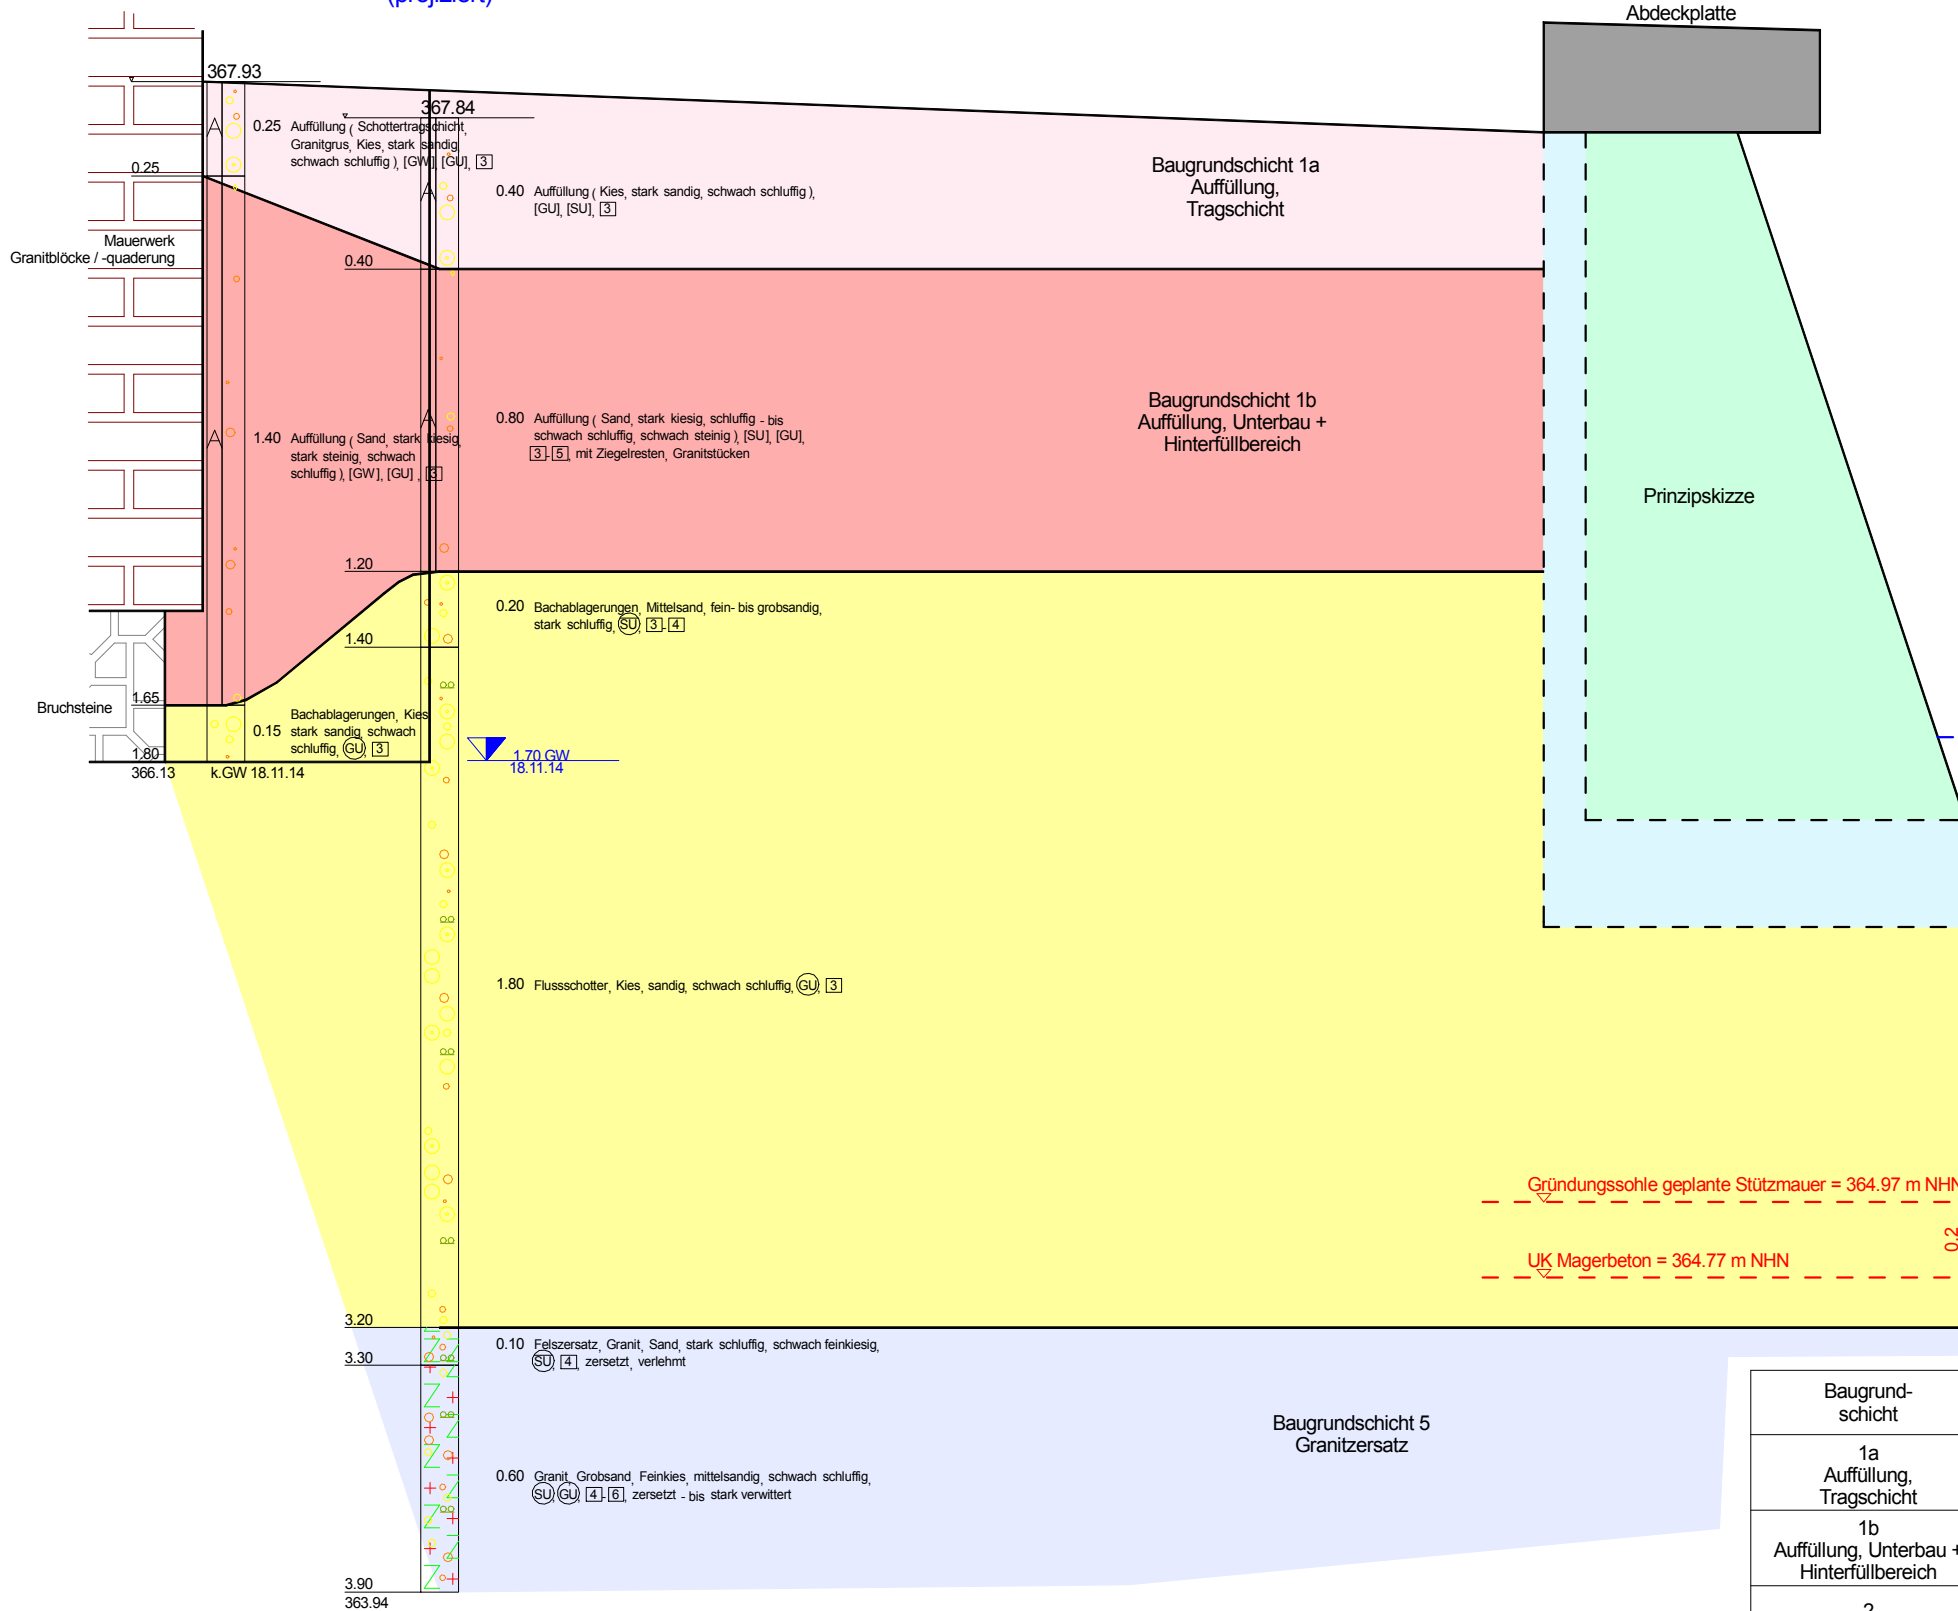 (projiziert)
Abdeckplatte
367.93
367.84
0.25 Auffüllung ( Schottertragschicht,
Granitgrus, Kies, stark sandig,
schwach schluffig ), [GW], [GU], 3
0.25
0.40 Auffüllung ( Kies, stark sandig, schwach schluffig ),
[GU], [SU], 3
Baugrundschicht 1a
Auffüllung,
Tragschicht
Mauerwerk
Granitblöcke / -quaderung
0.40
Baugrundschicht 1b
Auffüllung, Unterbau +
Hinterfüllbereich
0.80 Auffüllung ( Sand, stark kiesig, schluffig - bis
schwach schluffig, schwach steinig ), [SU], [GU],
3 - 5, mit Ziegelresten, Granitstücken
1.40 Auffüllung ( Sand, stark kiesig,
stark steinig, schwach
schluffig ), [GW], [GU] , 3
A
A
A
A
Prinzipskizze
1.20
0.20 Bachablagerungen, Mittelsand, fein- bis grobsandig,
stark schluffig, SU, 3 - 4
1.40
1.65
Bruchsteine
0.15 Bachablagerungen, Kies,
stark sandig, schwach
schluffig, GU, 3
1.80
366.13 k.GW 18.11.14
1.70 GW
18.11.14
1.80 Flussschotter, Kies, sandig, schwach schluffig, GU, 3
Gründungssohle geplante Stützmauer = 364.97 m NHN
0.2
UK Magerbeton = 364.77 m NHN
3.20
0.10 Felszersatz, Granit, Sand, stark schluffig, schwach feinkiesig,
SU, 4, zersetzt, verlehmt
3.30
Baugrundschicht 5
Granitzersatz
0.60 Granit, Grobsand, Feinkies, mittelsandig, schwach schluffig,
SU, GU, 4 - 6, zersetzt - bis stark verwittert
3.90
363.94
Baugrund-
schicht
1a
Auffüllung,
Tragschicht
1b
Auffüllung, Unterbau +
Hinterfüllbereich
2